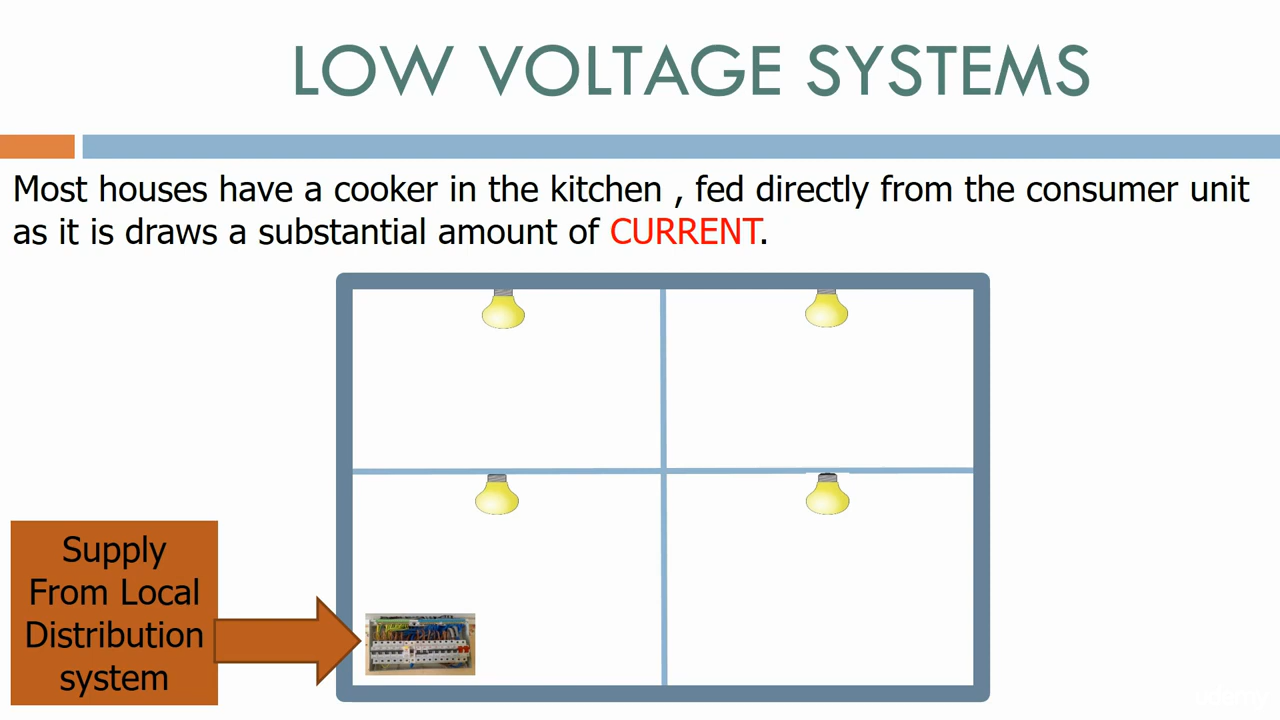 LOW VOLTAGE SYSTEMS
Most houses have a cooker in the kitchen , fed directly from the consumer unit
as it is draws a substantial amount of CURRENT.
Supply
From Local
Distribution
system